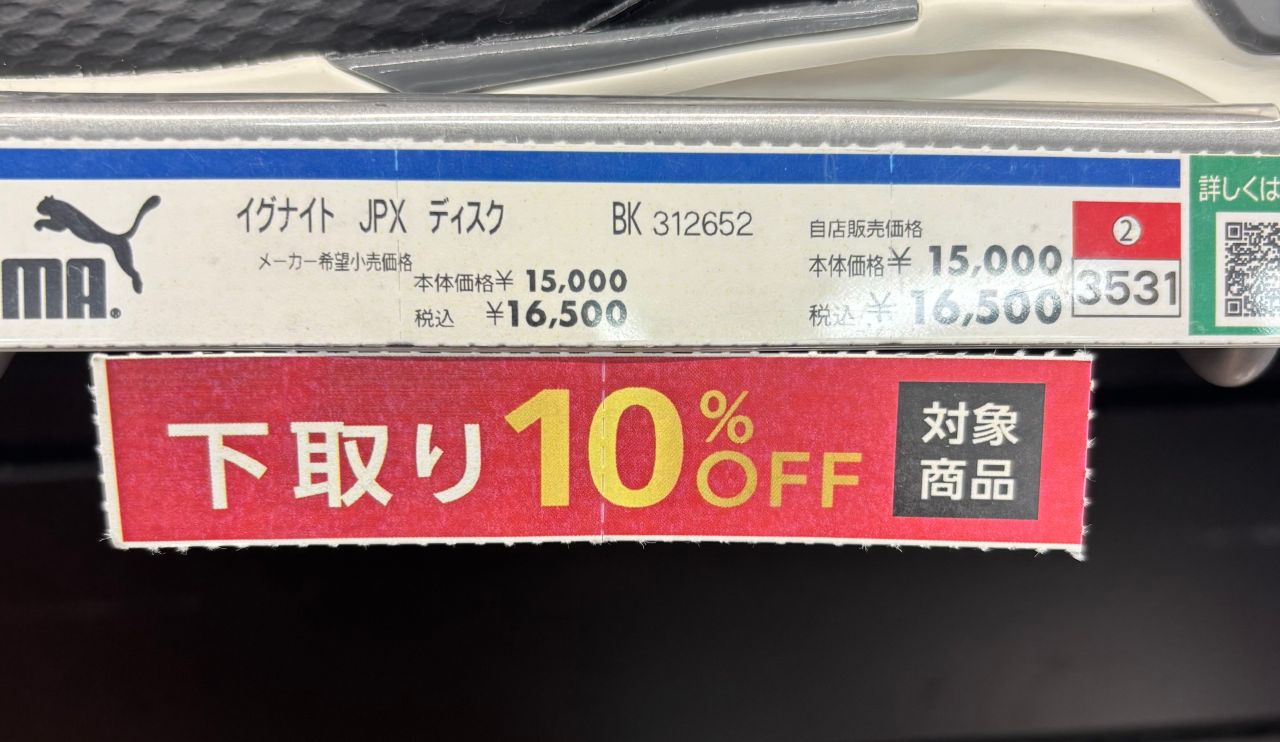 MA®
イグナイト JPX ディスク BK 312652
メーカー希望小売価格
本体価格¥ 15,000
税込 ¥16,500
自店販売価格
本体価格¥ 15,000
税込 ¥ 16,500
②
3531
詳しくは
下取り10%OFF
対象
商品